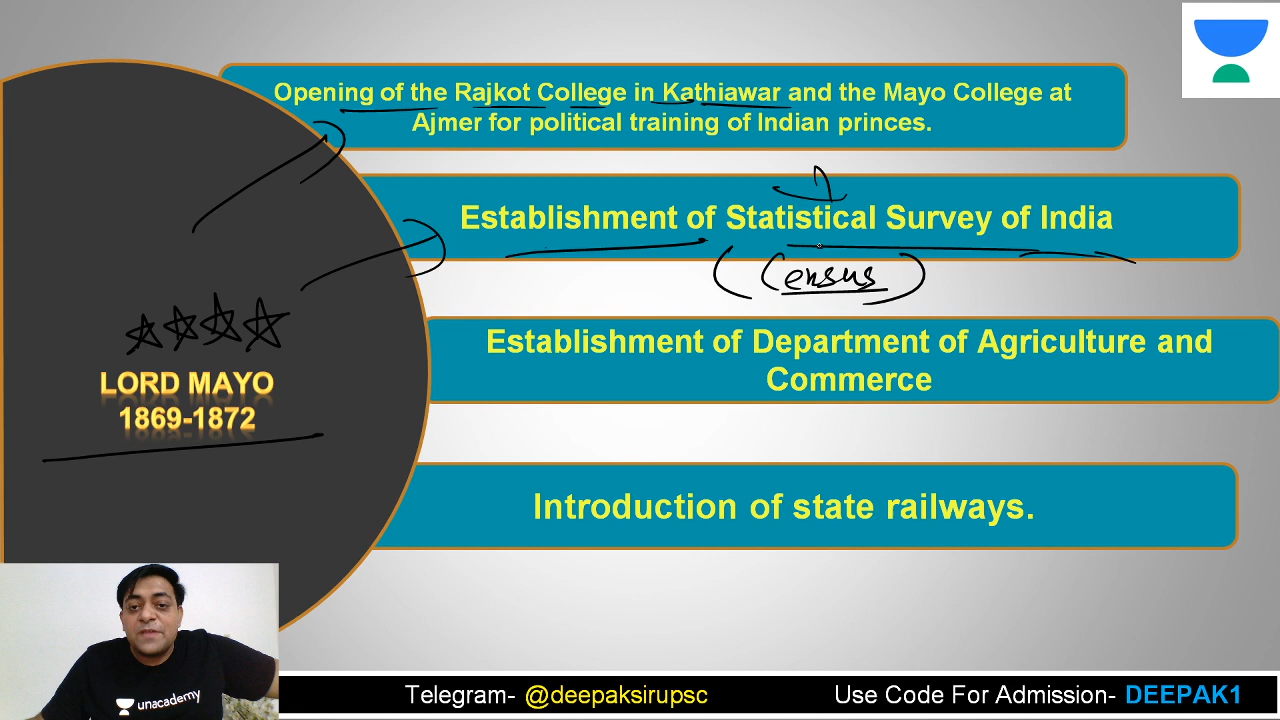 Opening of the Rajkot College in Kathiawar and the Mayo College at
Ajmer for political training of Indian princes.
Establishment of Statistical Survey of India
(Census)
Establishment of Department of Agriculture and
Commerce
LORD MAYO
1869-1872
Introduction of state railways.
unacademy
Telegram- @deepaksirupsc
Use Code For Admission- DEEPAK1